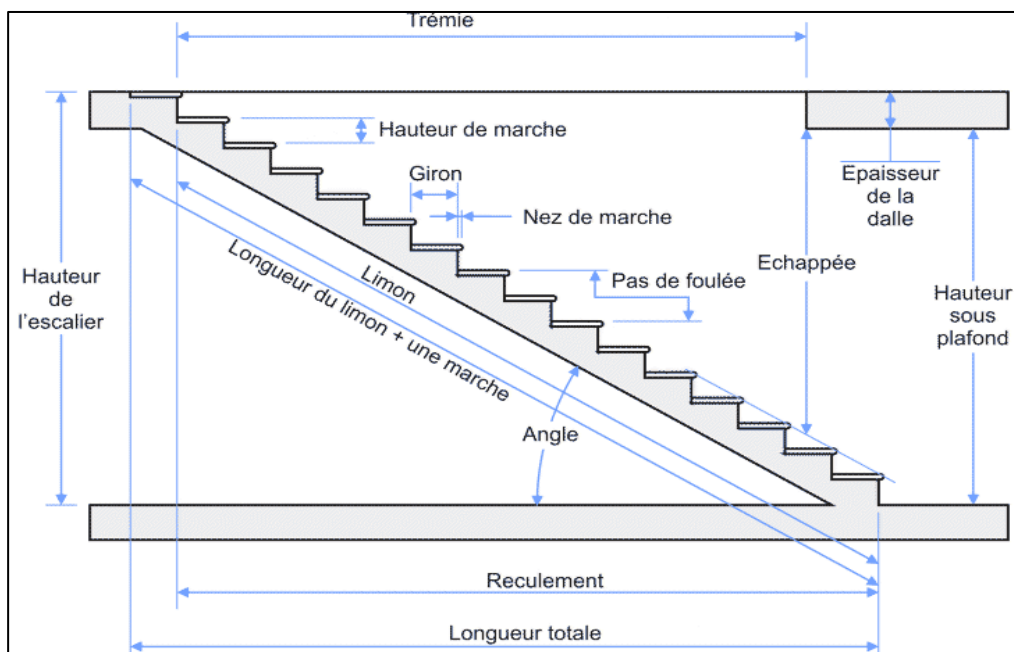 Trémie
Hauteur de marche
Giron
Nez de marche
Epaisseur
de la
dalle
Hauteur
de
l'escalier
Limon
Longueur du limon + une marche
Pas de foulée
Echappée
Hauteur
sous
plafond
Angle
Reculement
Longueur totale